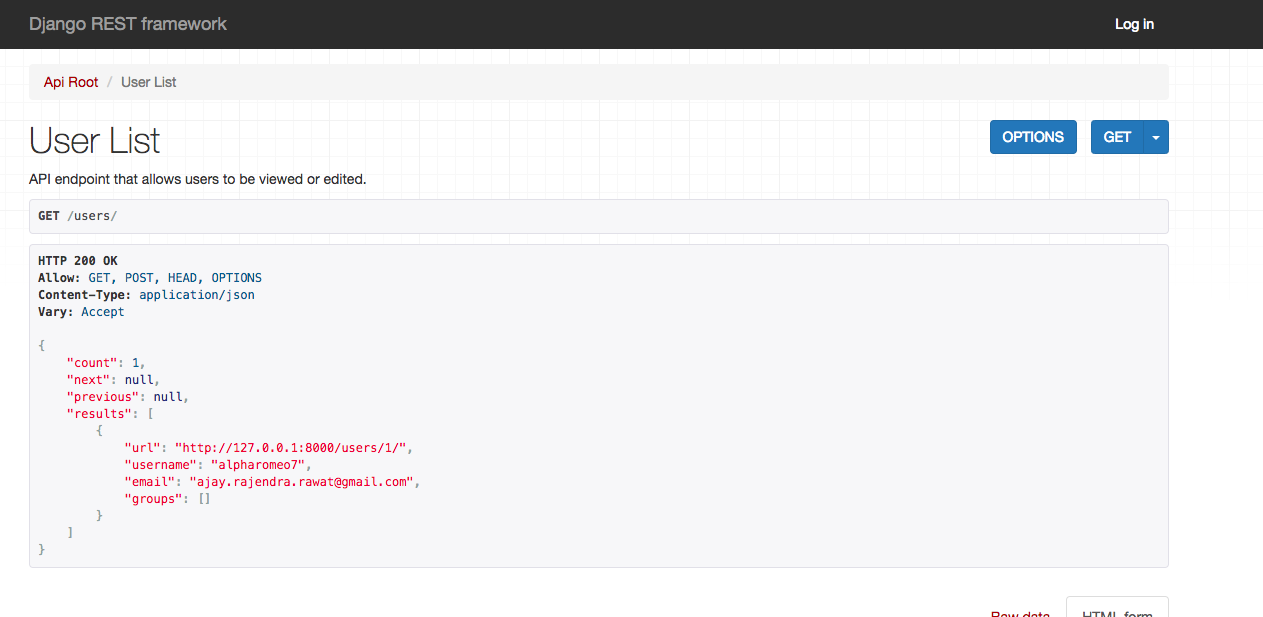 Django REST framework
Log in
Api Root / User List
User List
OPTIONS
GET
API endpoint that allows users to be viewed or edited.
GET /users/
HTTP 200 OK
Allow: GET, POST, HEAD, OPTIONS
Content-Type: application/json
Vary: Accept
{
    "count": 1,
    "next": null,
    "previous": null,
    "results": [
        {
            "url": "http://127.0.0.1:8000/users/1/",
            "username": "alpharomeo7",
            "email": "ajay.rajendra.rawat@gmail.com",
            "groups": []
        }
    ]
}
Raw data
HTML form